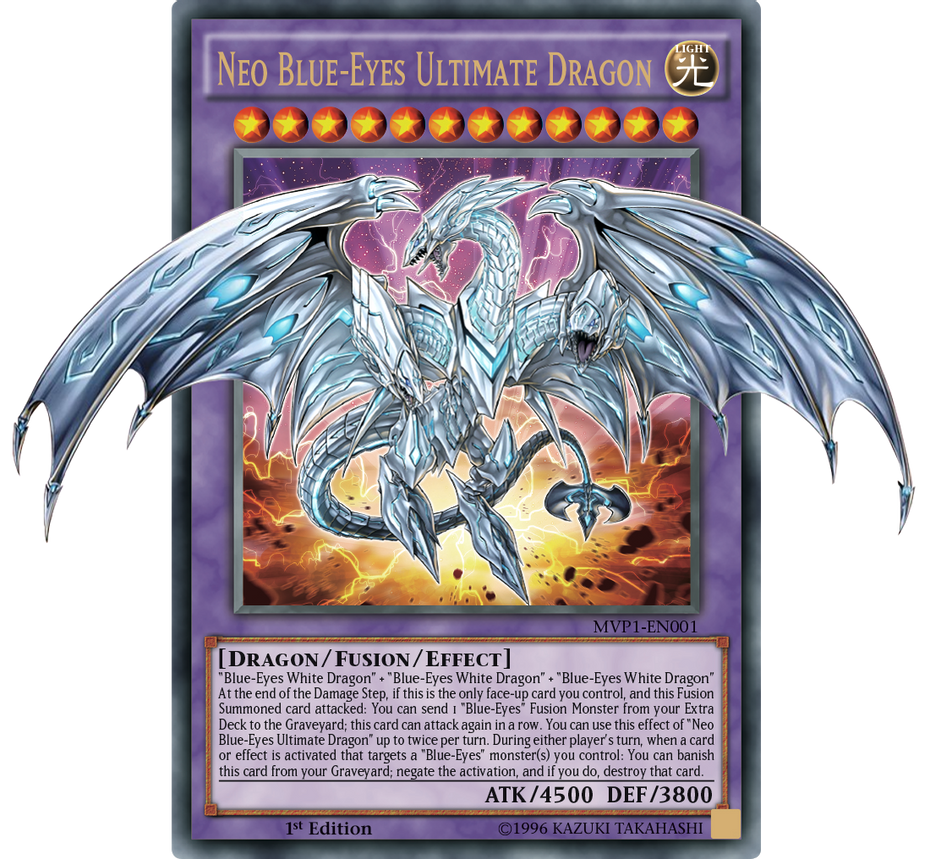 Neo Blue-Eyes Ultimate Dragon
LIGHT
光
MVP1-EN001
[Dragon/Fusion/Effect]
"Blue-Eyes White Dragon" + "Blue-Eyes White Dragon" + "Blue-Eyes White Dragon"
At the end of the Damage Step, if this is the only face-up card you control, and this Fusion
Summoned card attacked: You can send 1 "Blue-Eyes" Fusion Monster from your Extra
Deck to the Graveyard; this card can attack again in a row. You can use this effect of "Neo
Blue-Eyes Ultimate Dragon" up to twice per turn. During either player's turn, when a card
or effect is activated that targets a "Blue-Eyes" monster(s) you control: You can banish
this card from your Graveyard; negate the activation, and if you do, destroy that card.
ATK/4500 DEF/3800
1st Edition
©1996 KAZUKI TAKAHASHI